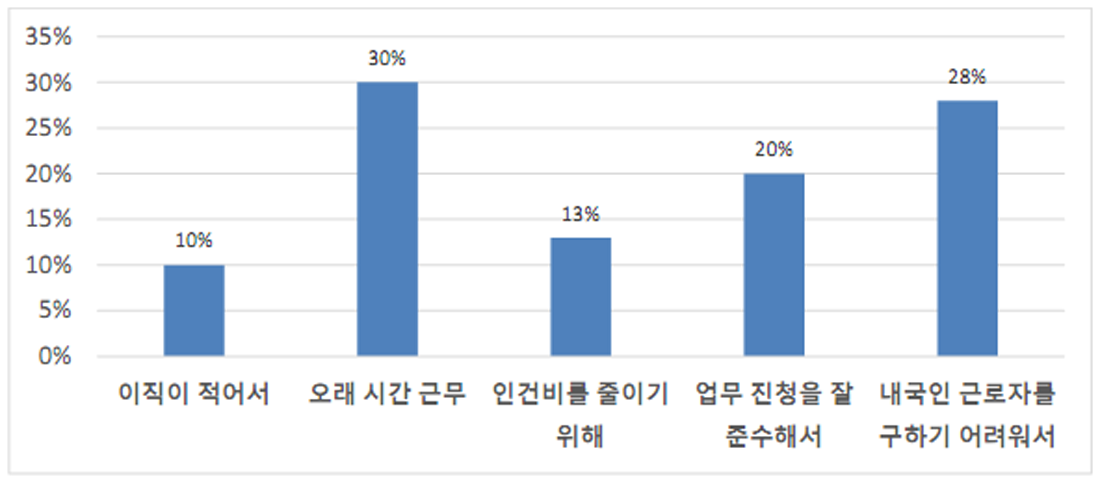 35%
30%
25%
20%
15%
10%
5%
0%
10%
30%
13%
20%
28%
이직이 적어서
오래 시간 근무
인건비를 줄이기
위해
업무 진청을 잘
준수해서
내국인 근로자를
구하기 어려워서